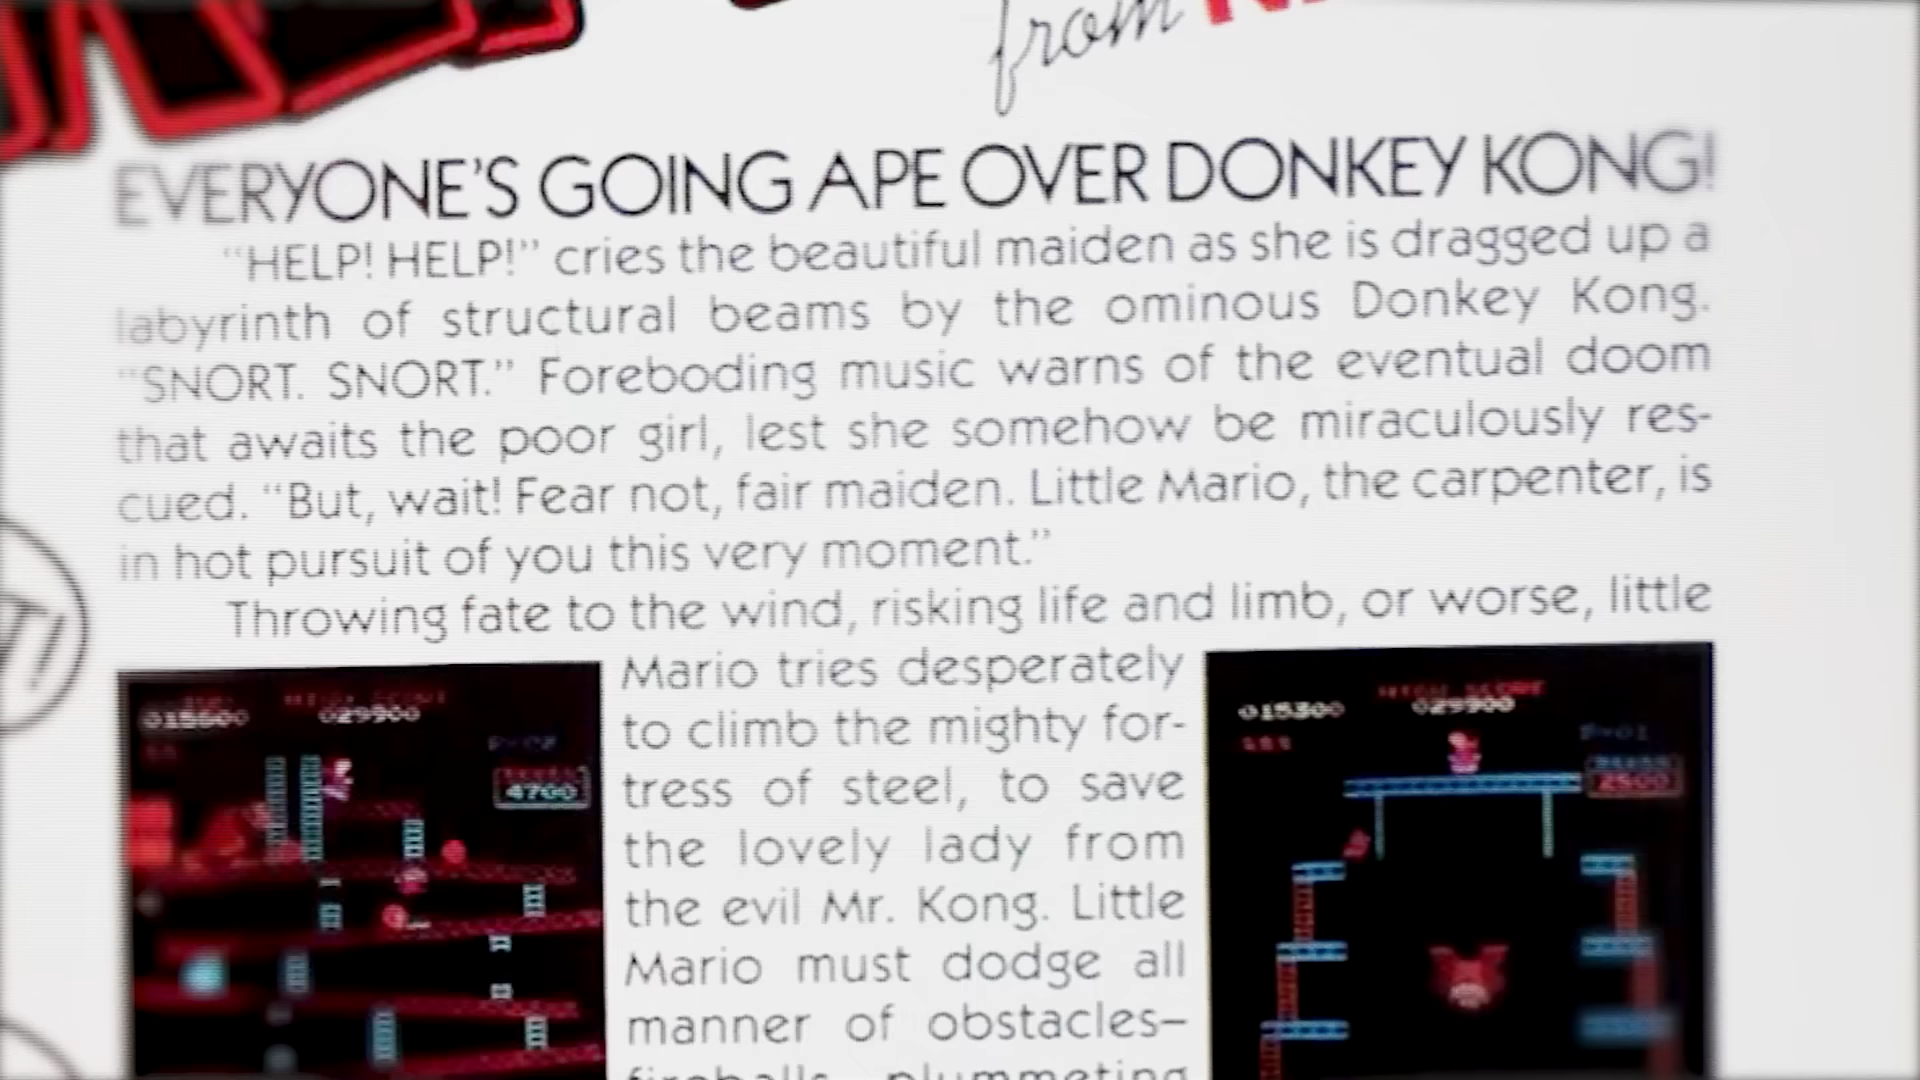 from
EVERYONE'S GOING APE OVER DONKEY KONG!
"HELP! HELP!" cries the beautiful maiden as she is dragged up a
labyrinth of structural beams by the ominous Donkey Kong.
"SNORT. SNORT." Foreboding music warns of the eventual doom
that awaits the poor girl, lest she somehow be miraculously res-
cued. "But, wait! Fear not, fair maiden. Little Mario, the carpenter, is
in hot pursuit of you this very moment."
Throwing fate to the wind, risking life and limb, or worse, little
Mario tries desperately
to climb the mighty for-
tress of steel, to save
the lovely lady from
the evil Mr. Kong. Little
Mario must dodge all
manner of obstacles–
fireballs, plummeting
015500
029900
4700
HIGH SCORE
015300
029900
2500